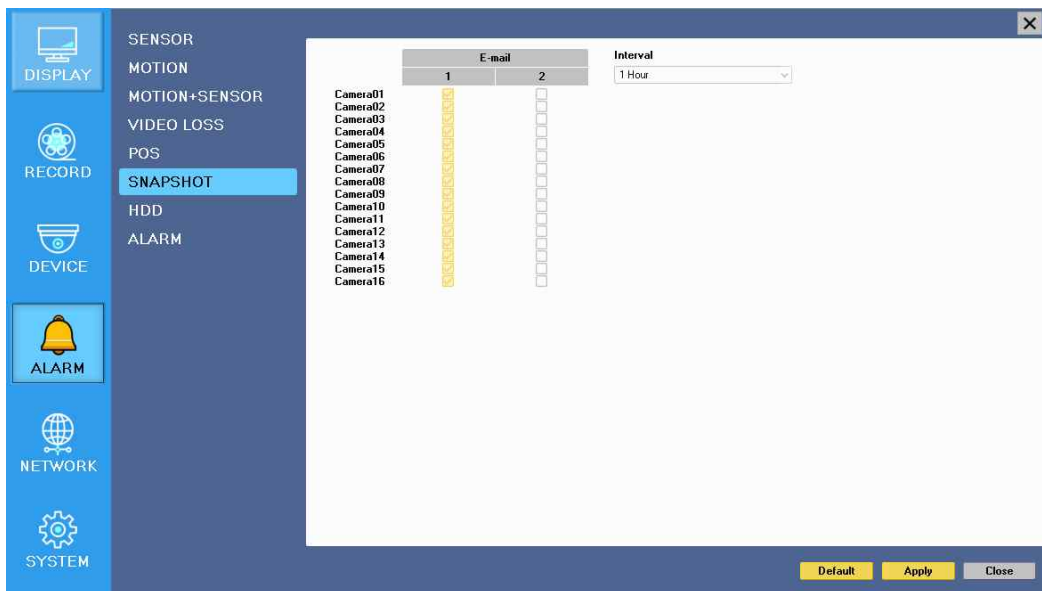 DISPLAY
RECORD
DEVICE
ALARM
NETWORK
SYSTEM
SENSOR
MOTION
MOTION+SENSOR
VIDEO LOSS
POS
SNAPSHOT
HDD
ALARM
E-mail
1 2
Camera01
Camera02
Camera03
Camera04
Camera05
Camera06
Camera07
Camera08
Camera09
Camera10
Camera11
Camera12
Camera13
Camera14
Camera15
Camera16
Interval
1 Hour
Default Apply Close